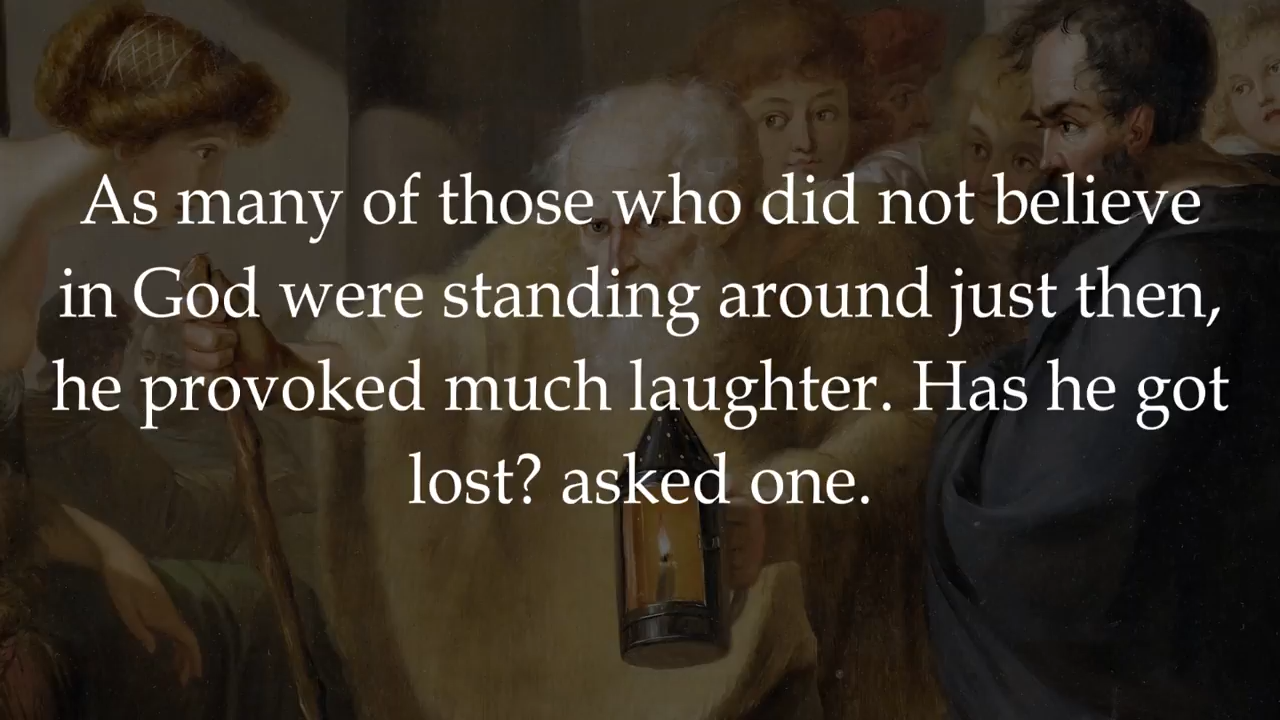 As many of those who did not believe
in God were standing around just then,
he provoked much laughter. Has he got
lost? asked one.